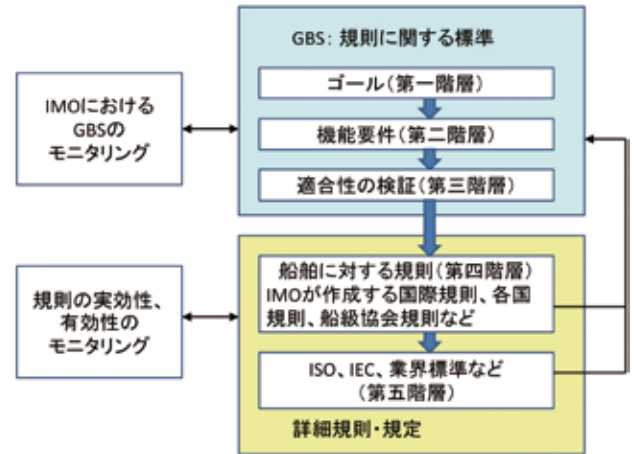 GBS: 規則に関する標準
ゴール(第一階層)
IMOにおける
GBSの
モニタリング
機能要件(第二階層)
適合性の検証(第三階層)
規則の実効性、
有効性の
モニタリング
船舶に対する規則(第四階層)
IMOが作成する国際規則、各国
規則、船級協会規則など
ISO、IEC、業界標準など
(第五階層)
詳細規則・規定